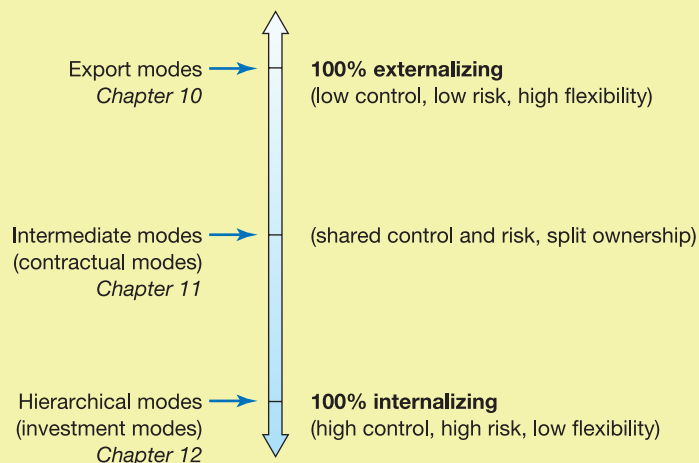 Export modes
Chapter 10
100% externalizing
(low control, low risk, high flexibility)
Intermediate modes
(contractual modes)
Chapter 11
(shared control and risk, split ownership)
Hierarchical modes
(investment modes)
Chapter 12
100% internalizing
(high control, high risk, low flexibility)